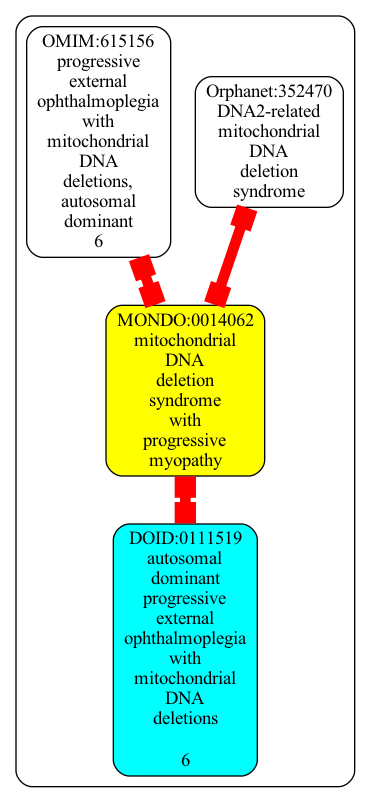 OMIM:615156
progressive
external
ophthalmoplegia
with
mitochondrial
DNA
deletions,
autosomal
dominant
6
Orphanet:352470
DNA2-related
mitochondrial
DNA
deletion
syndrome
MONDO:0014062
mitochondrial
DNA
deletion
syndrome
with
progressive
myopathy
DOID:0111519
autosomal
dominant
progressive
external
ophthalmoplegia
with
mitochondrial
DNA
deletions
6